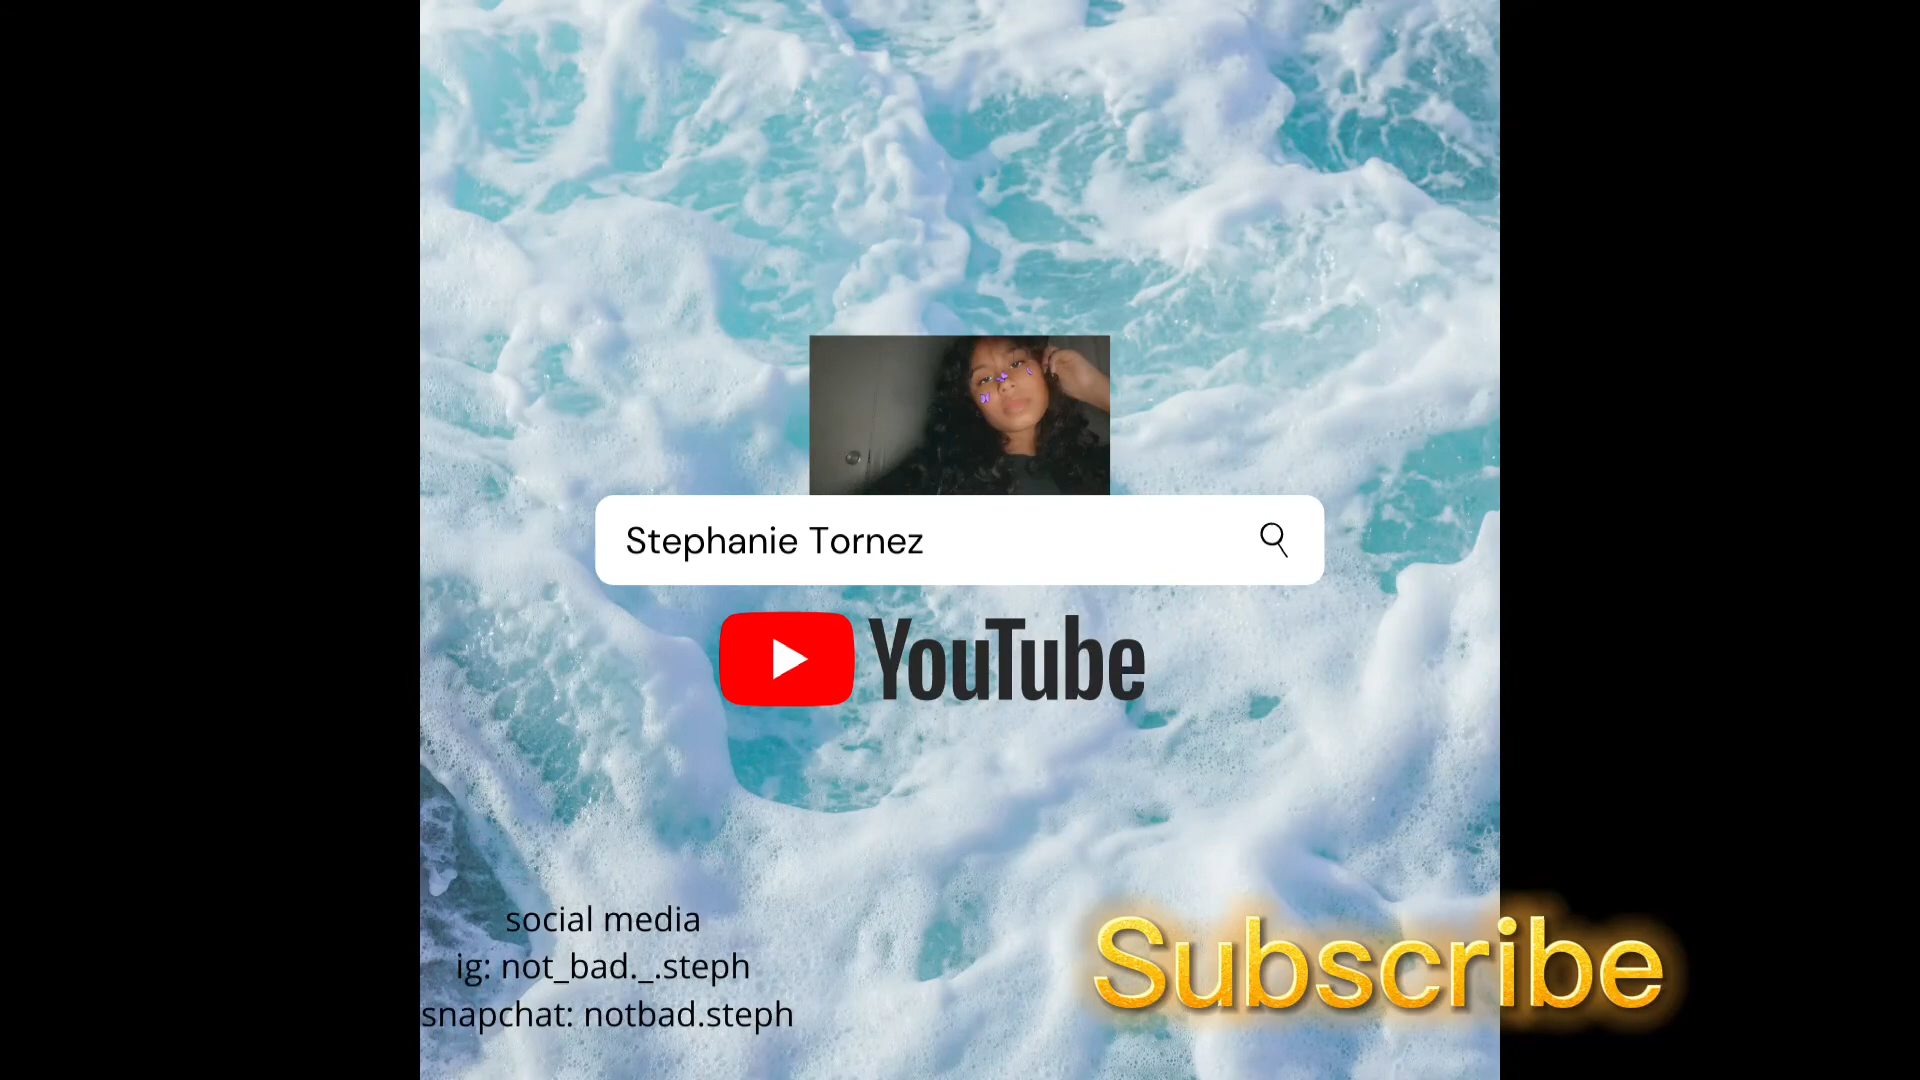 Stephanie Tornez
YouTube
social media
ig: not_bad._.steph
snapchat: notbad.steph
Subscribe